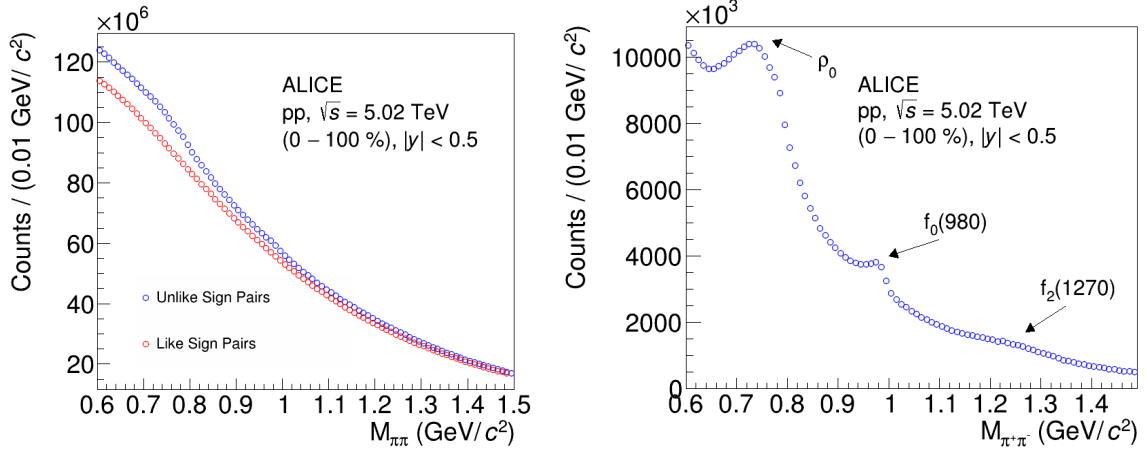 ×10⁶
Counts / (0.01 GeV/ c²)
120
100
80
60
40
20
ALICE
pp, √s = 5.02 TeV
(0 – 100 %), |y| < 0.5
Unlike Sign Pairs
Like Sign Pairs
0.6 0.7 0.8 0.9 1 1.1 1.2 1.3 1.4 1.5
M_ππ (GeV/c²)
×10³
Counts / (0.01 GeV/ c²)
10000
8000
6000
4000
2000
0
ρ₀
ALICE
pp, √s = 5.02 TeV
(0 – 100 %), |y| < 0.5
f₀(980)
f₂(1270)
0.6 0.7 0.8 0.9 1 1.1 1.2 1.3 1.4
M_π⁺π⁻ (GeV/c²)